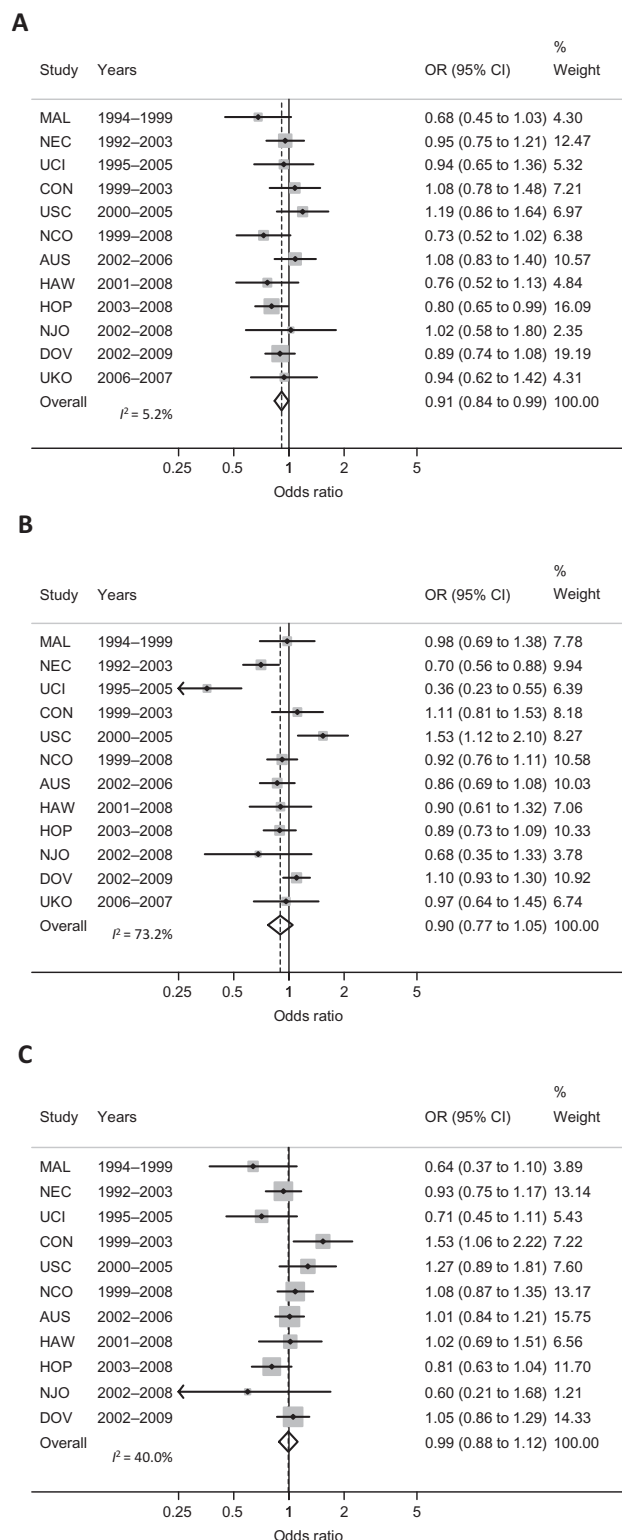 A
%
Study Years OR (95% CI) Weight
MAL 1994–1999 0.68 (0.45 to 1.03) 4.30
NEC 1992–2003 0.95 (0.75 to 1.21) 12.47
UCI 1995–2005 0.94 (0.65 to 1.36) 5.32
CON 1999–2003 1.08 (0.78 to 1.48) 7.21
USC 2000–2005 1.19 (0.86 to 1.64) 6.97
NCO 1999–2008 0.73 (0.52 to 1.02) 6.38
AUS 2002–2006 1.08 (0.83 to 1.40) 10.57
HAW 2001–2008 0.76 (0.52 to 1.13) 4.84
HOP 2003–2008 0.80 (0.65 to 0.99) 16.09
NJO 2002–2008 1.02 (0.58 to 1.80) 2.35
DOV 2002–2009 0.89 (0.74 to 1.08) 19.19
UKO 2006–2007 0.94 (0.62 to 1.42) 4.31
Overall 0.91 (0.84 to 0.99) 100.00
I² = 5.2%
0.25 0.5 1 2 5
Odds ratio
B
%
Study Years OR (95% CI) Weight
MAL 1994–1999 0.98 (0.69 to 1.38) 7.78
NEC 1992–2003 0.70 (0.56 to 0.88) 9.94
UCI 1995–2005 0.36 (0.23 to 0.55) 6.39
CON 1999–2003 1.11 (0.81 to 1.53) 8.18
USC 2000–2005 1.53 (1.12 to 2.10) 8.27
NCO 1999–2008 0.92 (0.76 to 1.11) 10.58
AUS 2002–2006 0.86 (0.69 to 1.08) 10.03
HAW 2001–2008 0.90 (0.61 to 1.32) 7.06
HOP 2003–2008 0.89 (0.73 to 1.09) 10.33
NJO 2002–2008 0.68 (0.35 to 1.33) 3.78
DOV 2002–2009 1.10 (0.93 to 1.30) 10.92
UKO 2006–2007 0.97 (0.64 to 1.45) 6.74
Overall 0.90 (0.77 to 1.05) 100.00
I² = 73.2%
0.25 0.5 1 2 5
Odds ratio
C
%
Study Years OR (95% CI) Weight
MAL 1994–1999 0.64 (0.37 to 1.10) 3.89
NEC 1992–2003 0.93 (0.75 to 1.17) 13.14
UCI 1995–2005 0.71 (0.45 to 1.11) 5.43
CON 1999–2003 1.53 (1.06 to 2.22) 7.22
USC 2000–2005 1.27 (0.89 to 1.81) 7.60
NCO 1999–2008 1.08 (0.87 to 1.35) 13.17
AUS 2002–2006 1.01 (0.84 to 1.21) 15.75
HAW 2001–2008 1.02 (0.69 to 1.51) 6.56
HOP 2003–2008 0.81 (0.63 to 1.04) 11.70
NJO 2002–2008 0.60 (0.21 to 1.68) 1.21
DOV 2002–2009 1.05 (0.86 to 1.29) 14.33
Overall 0.99 (0.88 to 1.12) 100.00
I² = 40.0%
0.25 0.5 1 2 5
Odds ratio